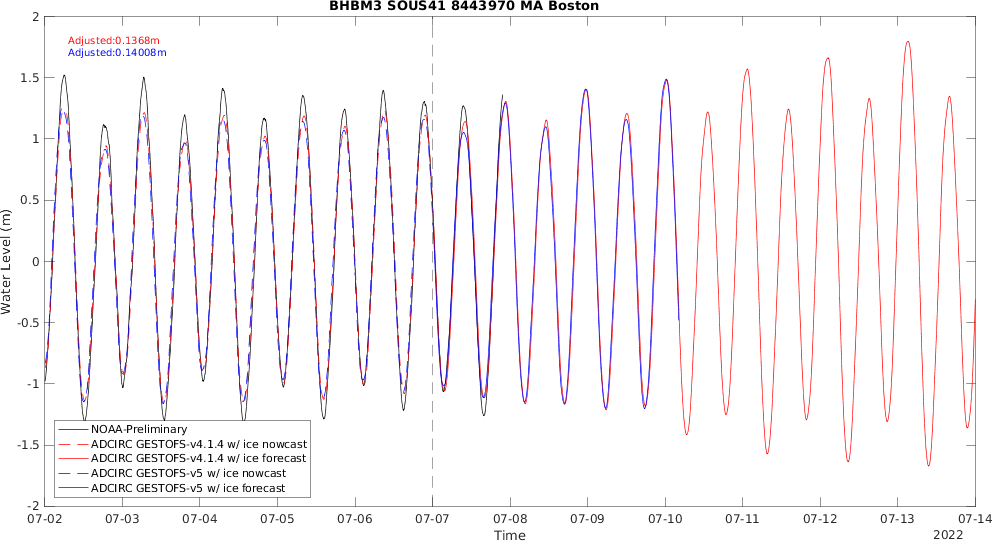 BHBM3 SOUS41 8443970 MA Boston
Adjusted:0.1368m
Adjusted:0.14008m
Water Level (m)
2
1.5
1
0.5
0
-0.5
-1
-1.5
-2
NOAA-Preliminary
ADCIRC GESTOFS-v4.1.4 w/ ice nowcast
ADCIRC GESTOFS-v4.1.4 w/ ice forecast
ADCIRC GESTOFS-v5 w/ ice nowcast
ADCIRC GESTOFS-v5 w/ ice forecast
07-02 07-03 07-04 07-05 07-06 07-07 07-08 07-09 07-10 07-11 07-12 07-13 07-14
Time
2022